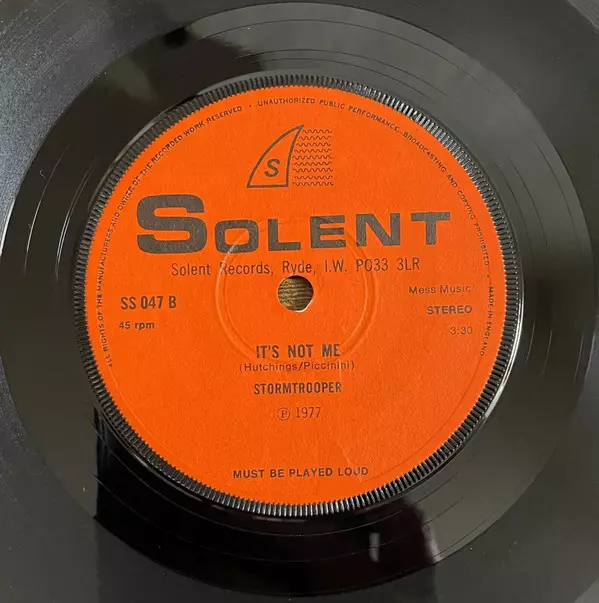 ALL RIGHTS OF THE MANUFACTURERS AND OWNER OF THE RECORDED WORK RESERVED • UNAUTHORIZED PUBLIC PERFORMANCE, BROADCASTING AND COPYING PROHIBITED • MADE IN ENGLAND
S
SOLENT
Solent Records, Ryde, I.W. PO33 3LR
SS 047 B
Mess Music
45 rpm
STEREO
3:30
IT'S NOT ME
(Hutchings/Piccinini)
STORMTROOPER
℗ 1977
MUST BE PLAYED LOUD